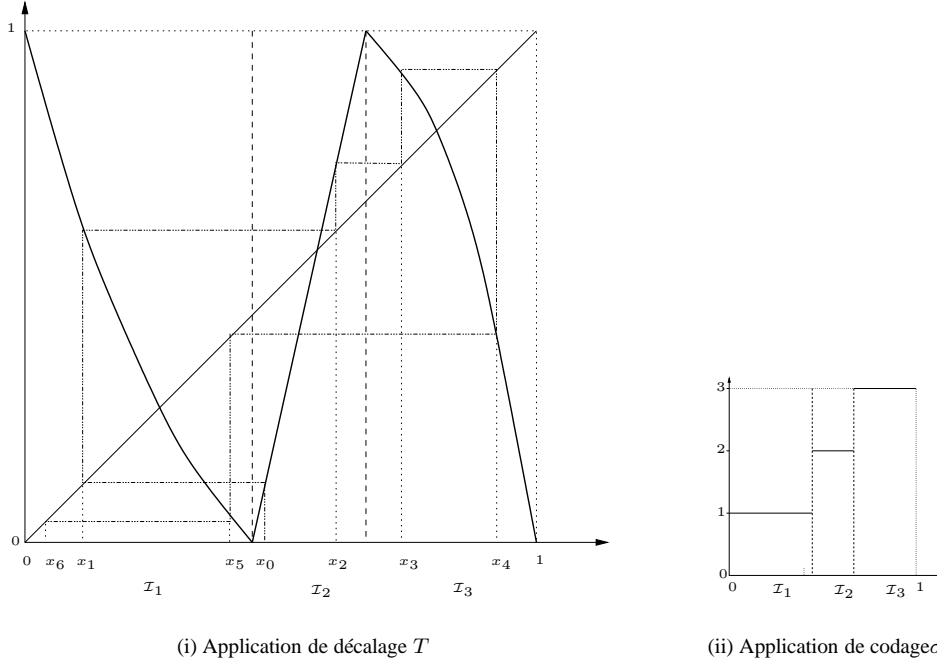 1
0
0 x₆ x₁ x₅ x₀ x₂ x₃ x₄ 1
𝓘₁ 𝓘₂ 𝓘₃
(i) Application de décalage T
3
2
1
0
0 𝓘₁ 𝓘₂ 𝓘₃ 1
(ii) Application de codage